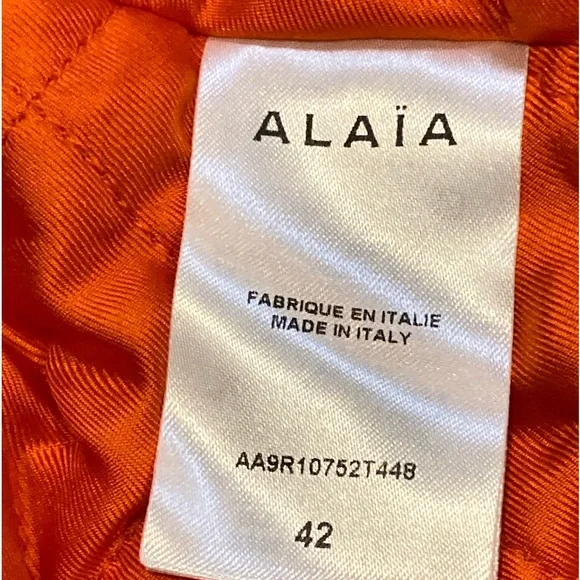 ALAÏA
FABRIQUE EN ITALIE
MADE IN ITALY
AA9R10752T448
42